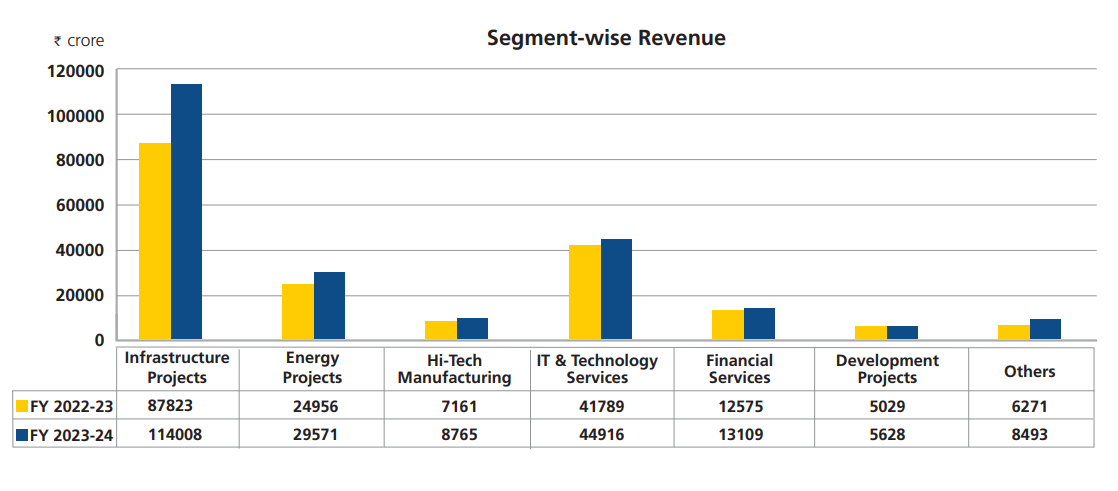 Segment-wise Revenue
₹ crore
120000
100000
80000
60000
40000
20000
0
Infrastructure Projects Energy Projects Hi-Tech Manufacturing IT & Technology Services Financial Services Development Projects Others
FY 2022-23 87823 24956 7161 41789 12575 5029 6271
FY 2023-24 114008 29571 8765 44916 13109 5628 8493